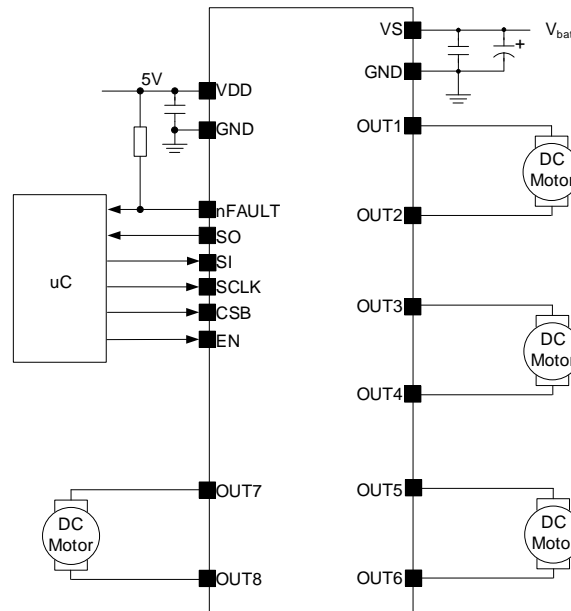 VS
V_bat
GND
5V
VDD
GND
OUT1
DC
Motor
OUT2
nFAULT
SO
SI
SCLK
CSB
EN
uC
OUT3
DC
Motor
OUT4
OUT7
DC
Motor
OUT8
OUT5
DC
Motor
OUT6